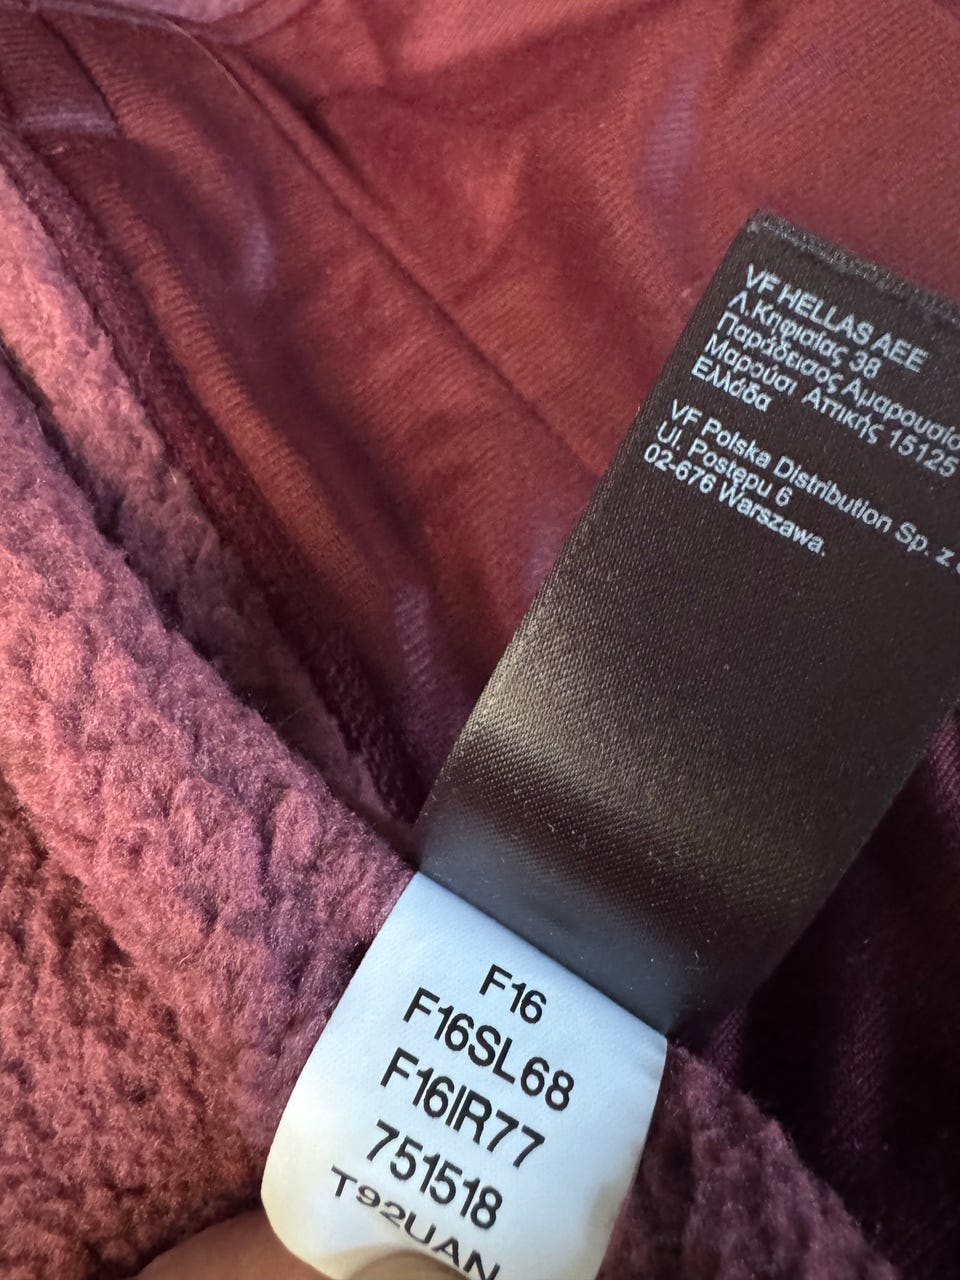 VF HELLAS AEE
Λ.Κηφισίας 38
Παράδεισος Αμαρουσίο
Μαρούσι Αττικής 15125
Ελλάδα
VF Polska Distribution Sp. z
Ul. Postępu 6
02-676 Warszawa.
F16
F16SL68
F16IR77
751518
T92UAN